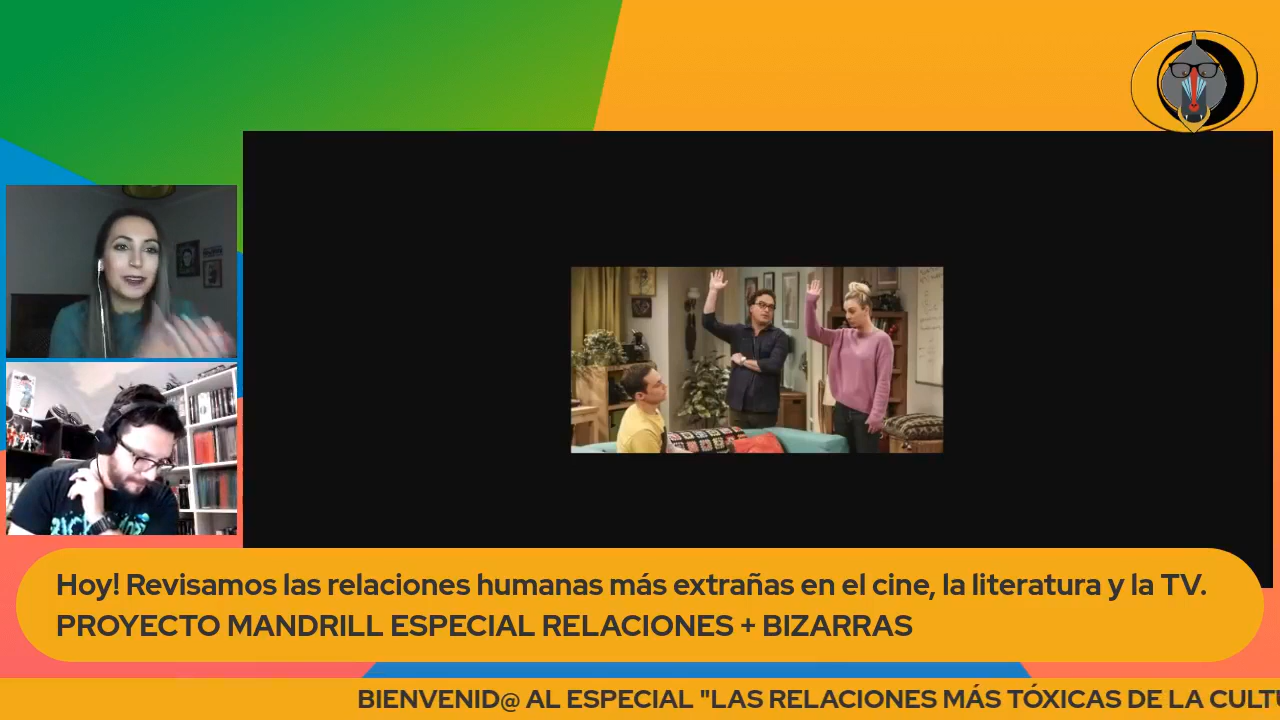 Hoy! Revisamos las relaciones humanas más extrañas en el cine, la literatura y la TV.
PROYECTO MANDRILL ESPECIAL RELACIONES + BIZARRAS
BIENVENID@ AL ESPECIAL "LAS RELACIONES MÁS TÓXICAS DE LA CULTU